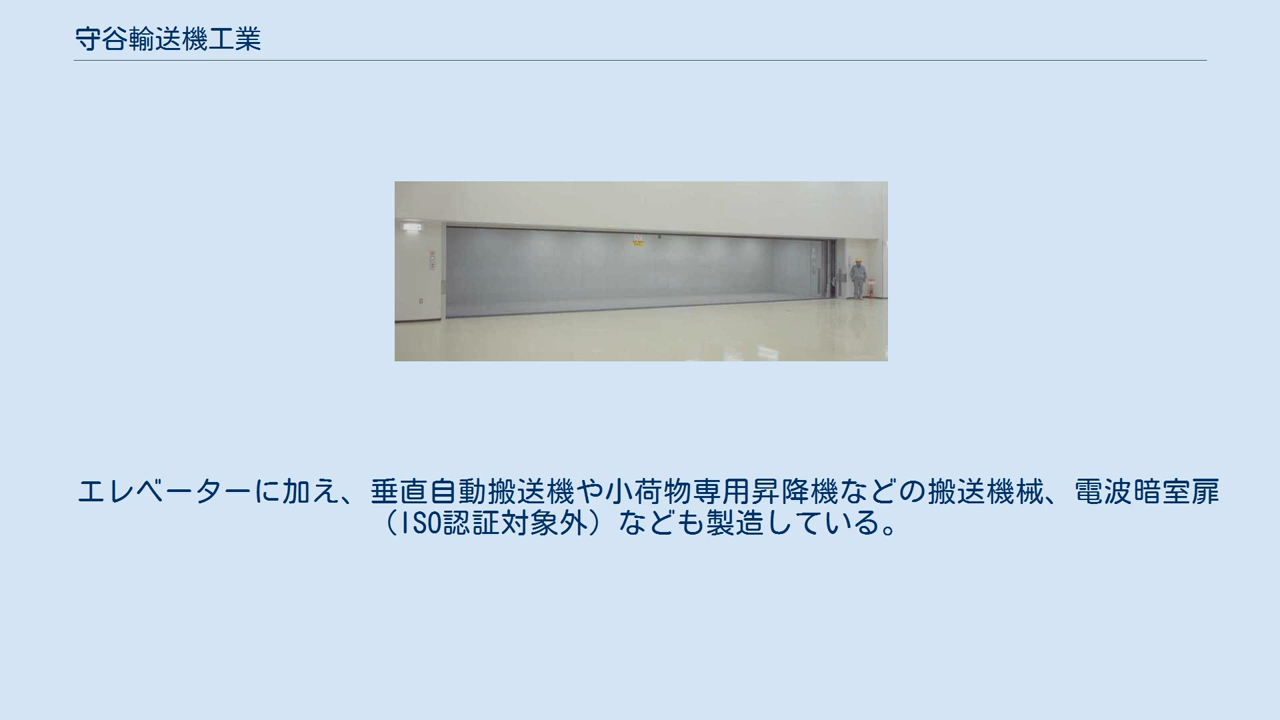 守谷輸送機工業
エレベーターに加え、垂直自動搬送機や小荷物専用昇降機などの搬送機械、電波暗室扉
（ISO認証対象外）なども製造している。